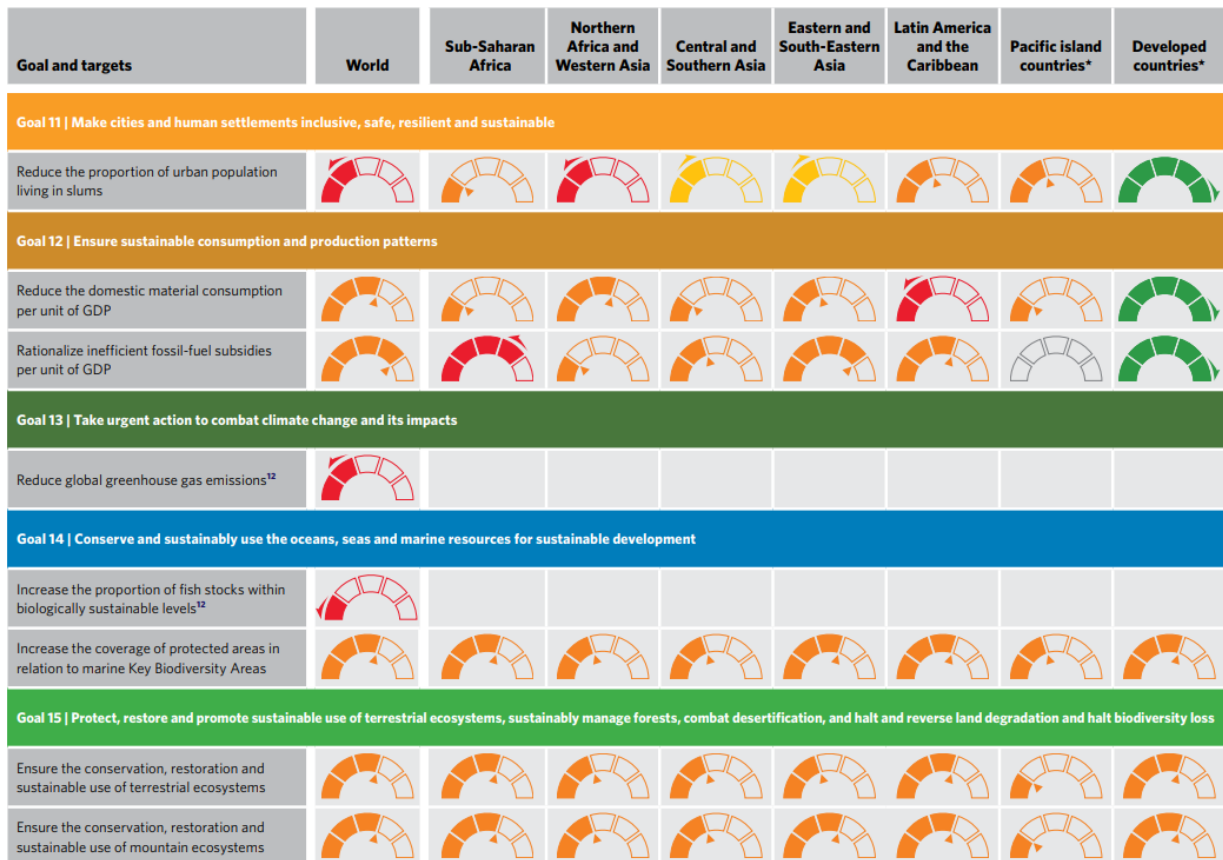 Goal and targets
World
Sub-Saharan
Africa
Northern
Africa and
Western Asia
Central and
Southern Asia
Eastern and
South-Eastern
Asia
Latin America
and the
Caribbean
Pacific island
countries*
Developed
countries*
Goal 11 | Make cities and human settlements inclusive, safe, resilient and sustainable
Reduce the proportion of urban population
living in slums
Goal 12 | Ensure sustainable consumption and production patterns
Reduce the domestic material consumption
per unit of GDP
Rationalize inefficient fossil-fuel subsidies
per unit of GDP
Goal 13 | Take urgent action to combat climate change and its impacts
Reduce global greenhouse gas emissions¹²
Goal 14 | Conserve and sustainably use the oceans, seas and marine resources for sustainable development
Increase the proportion of fish stocks within
biologically sustainable levels¹²
Increase the coverage of protected areas in
relation to marine Key Biodiversity Areas
Goal 15 | Protect, restore and promote sustainable use of terrestrial ecosystems, sustainably manage forests, combat desertification, and halt and reverse land degradation and halt biodiversity loss
Ensure the conservation, restoration and
sustainable use of terrestrial ecosystems
Ensure the conservation, restoration and
sustainable use of mountain ecosystems